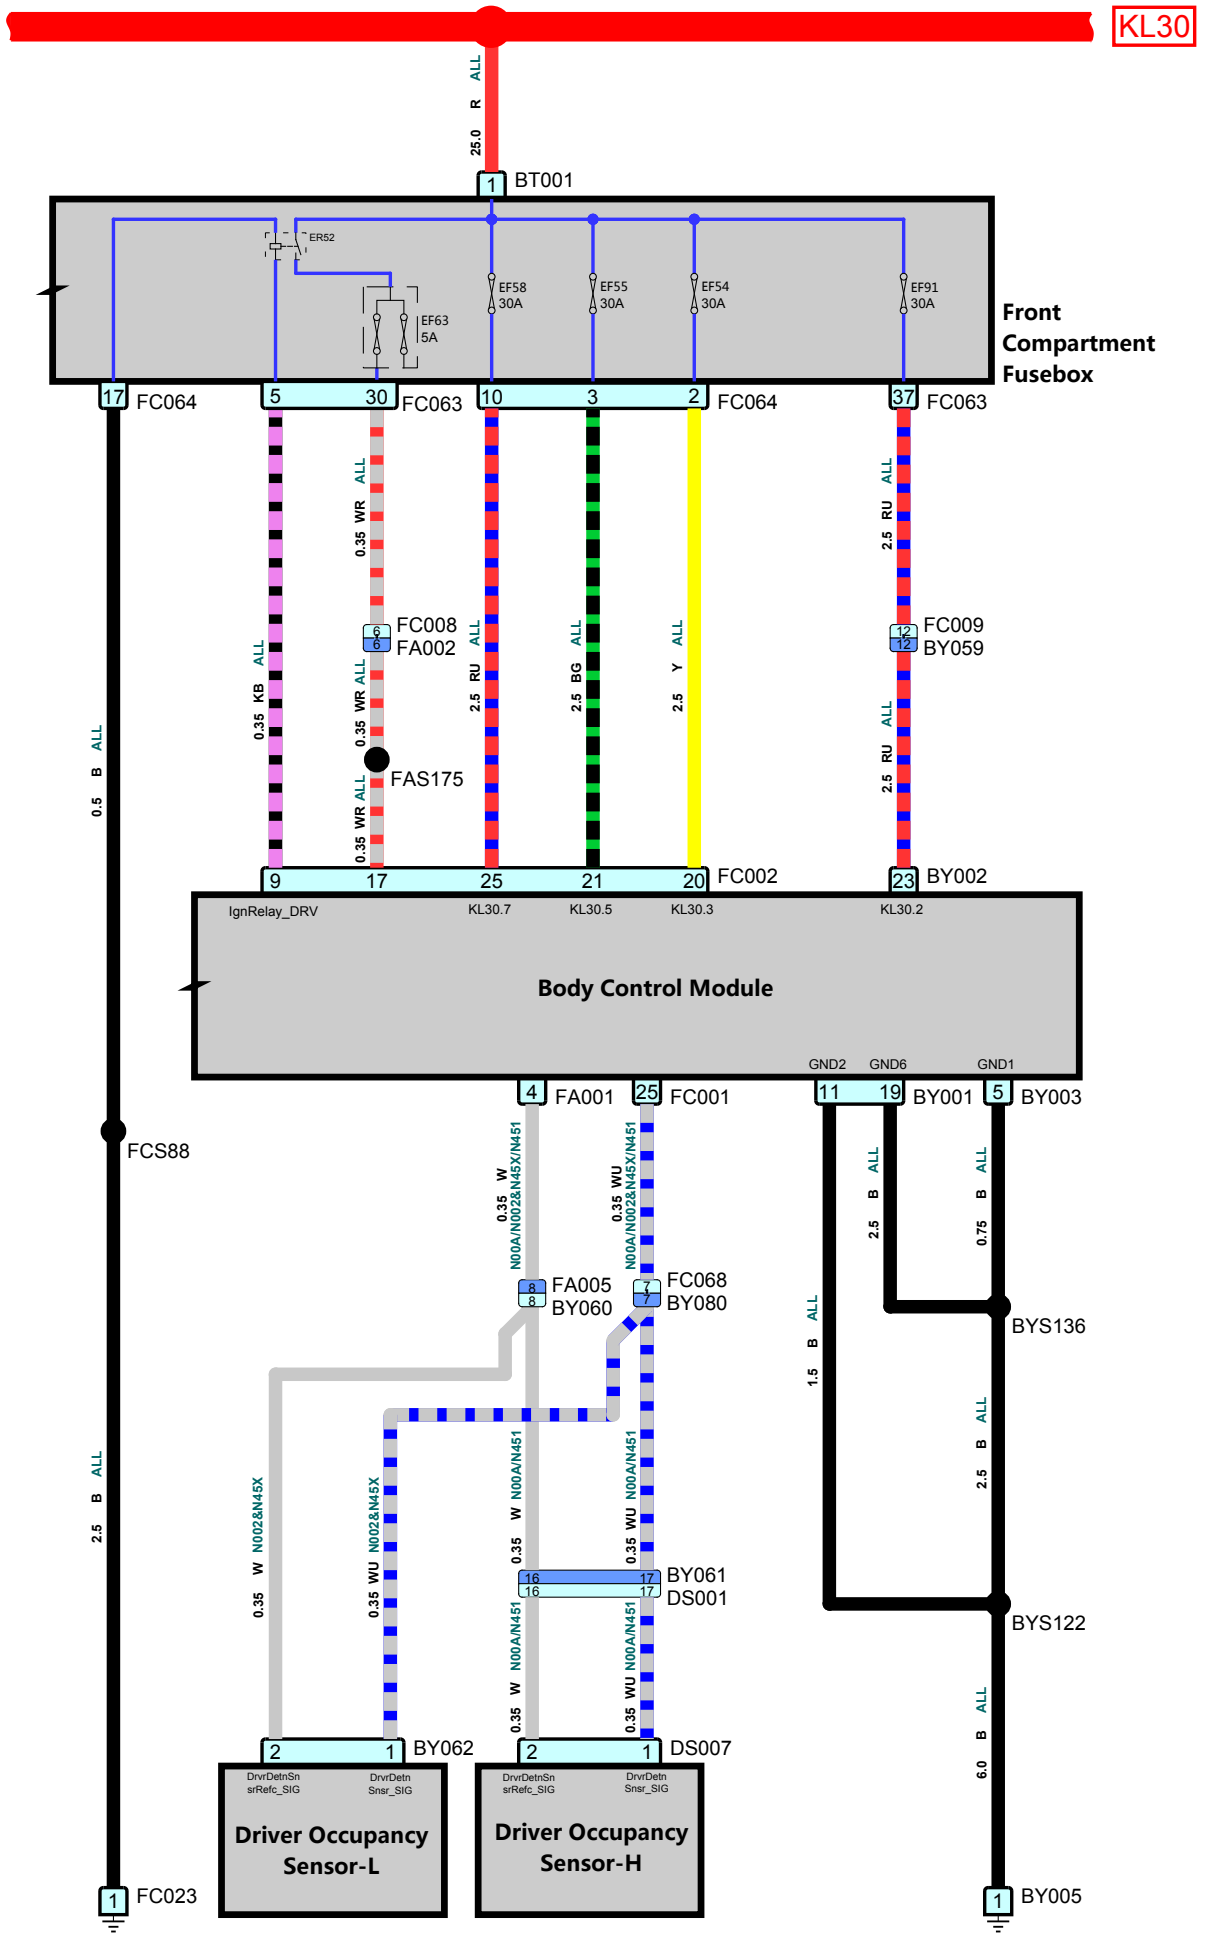 KL30
25.0 R ALL
1 BT001
ER52
EF63
5A
EF58
30A
EF55
30A
EF54
30A
EF91
30A
Front
Compartment
Fusebox
17 FC064
5 30 FC063
10 3 2 FC064
37 FC063
0.35 WR ALL
2.5 RU ALL
6 FC008
6 FA002
12 FC009
12 BY059
0.35 KB ALL
0.35 WR ALL
2.5 RU ALL
2.5 BG ALL
2.5 Y ALL
2.5 RU ALL
0.5 B ALL
FAS175
0.35 WR ALL
9 17 25 21 20 FC002
23 BY002
IgnRelay_DRV
KL30.7
KL30.5
KL30.3
KL30.2
Body Control Module
GND2
GND6
GND1
4 FA001
25 FC001
11 19 BY001
5 BY003
FCS88
0.35 W
N00A/N002&N45X/N451
0.35 WU
N00A/N002&N45X/N451
2.5 B ALL
0.75 B ALL
8 FA005
8 BY060
7 FC068
7 BY080
BYS136
1.5 B ALL
2.5 B ALL
2.5 B ALL
0.35 W N002&N45X
0.35 WU N002&N45X
0.35 W N00A/N451
0.35 WU N00A/N451
16 17 BY061
16 17 DS001
BYS122
0.35 W N00A/N451
0.35 WU N00A/N451
6.0 B ALL
2 1 BY062
2 1 DS007
DrvrDetnSn
srRefc_SIG
DrvrDetn
Snsr_SIG
DrvrDetnSn
srRefc_SIG
DrvrDetn
Snsr_SIG
Driver Occupancy
Sensor-L
Driver Occupancy
Sensor-H
1 FC023
1 BY005